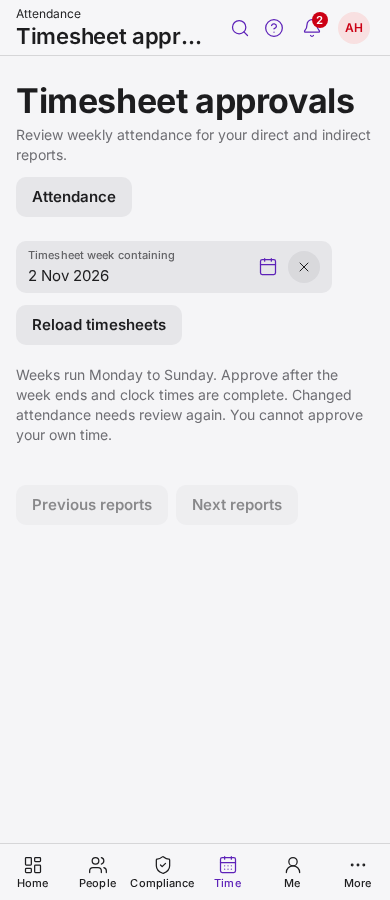 Attendance
Timesheet appr...
2
AH
Timesheet approvals
Review weekly attendance for your direct and indirect
reports.
Attendance
Timesheet week containing
2 Nov 2026
Reload timesheets
Weeks run Monday to Sunday. Approve after the
week ends and clock times are complete. Changed
attendance needs review again. You cannot approve
your own time.
Previous reports
Next reports
Home
People
Compliance
Time
Me
More